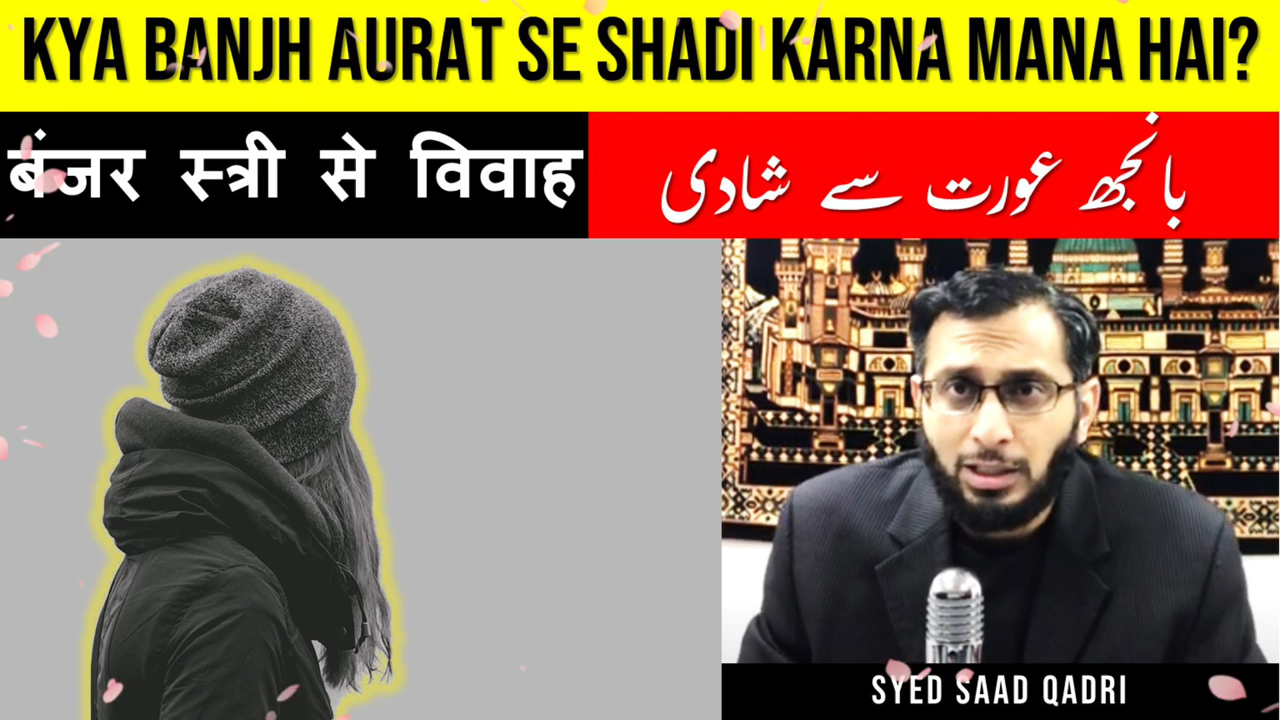 KYA BANJH AURAT SE SHADI KARNA MANA HAI?
बंजर स्त्री से विवाह
بانجھ عورت سے شادی
SYED SAAD QADRI